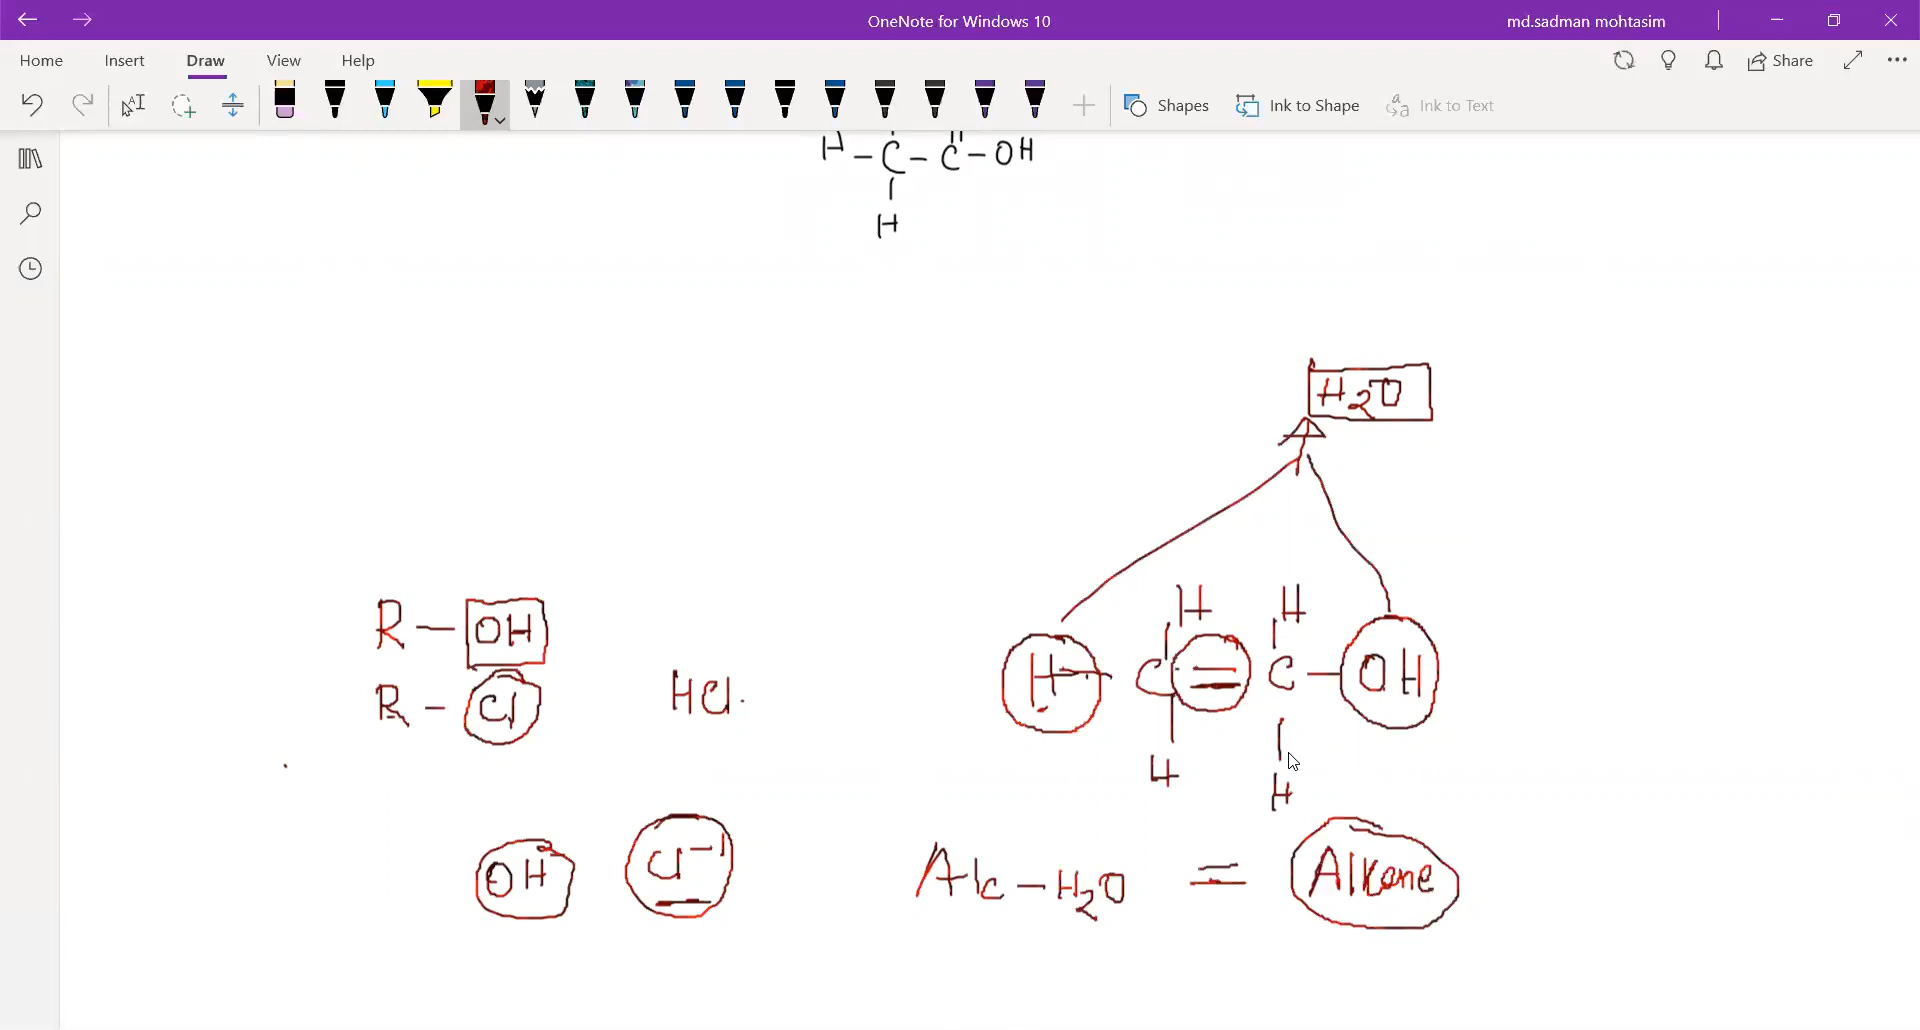 OneNote for Windows 10
md.sadman mohtasim
Home Insert Draw View Help
Share
Shapes Ink to Shape Ink to Text
H - C - C - OH
H
H2O
H H
R - OH
H - C = C - OH
R - Cl HCl.
H H
OH- Cl-1 Alc - H2O = Alkene